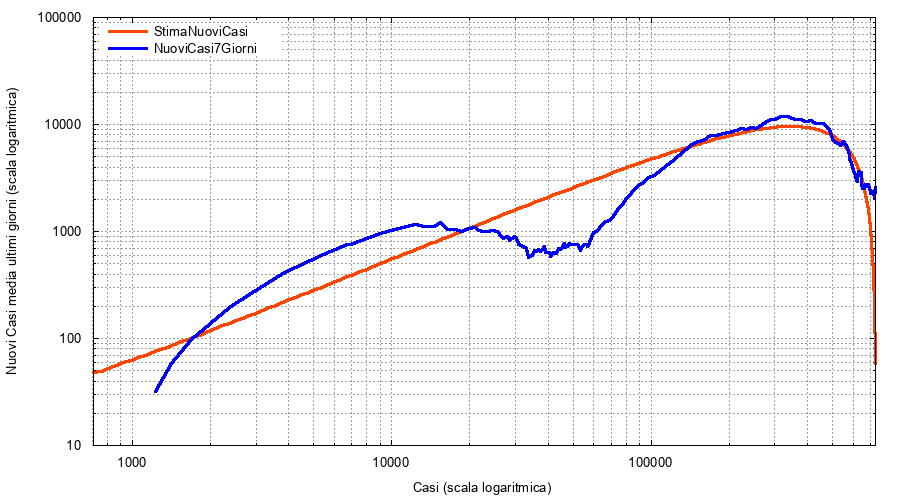 100000
10000
1000
100
10
StimaNuoviCasi
NuoviCasi7Giorni
Nuovi Casi media ultimi giorni (scala logaritmica)
1000
10000
100000
Casi (scala logaritmica)